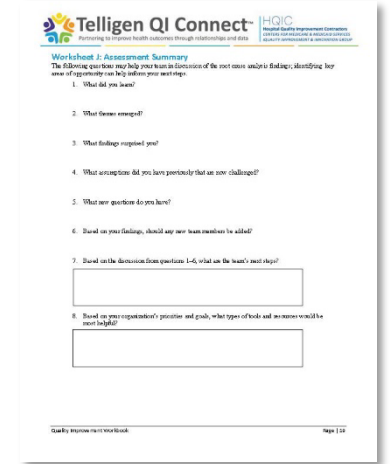 Telligen QI Connect™
Partnering to improve health outcomes through relationships and data
HQIC
Hospital Quality Improvement Contractors
CENTERS FOR MEDICARE & MEDICAID SERVICES
IQUALITY IMPROVEMENT & INNOVATION GROUP
Worksheet J: Assessment Summary
The following questions may help your team in discussion of the root cause analysis findings; identifying key
areas of opportunity can help inform your next steps.
1. What did you learn?
2. What themes emerged?
3. What findings surprised you?
4. What assumptions did you have previously that are now challenged?
5. What new questions do you have?
6. Based on your findings, should any new team members be added?
7. Based on the discussion from questions 1–6, what are the team's next steps?
8. Based on your organization's priorities and goals, what types of tools and resources would be
most helpful?
Quality Improvement Workbook
Page |